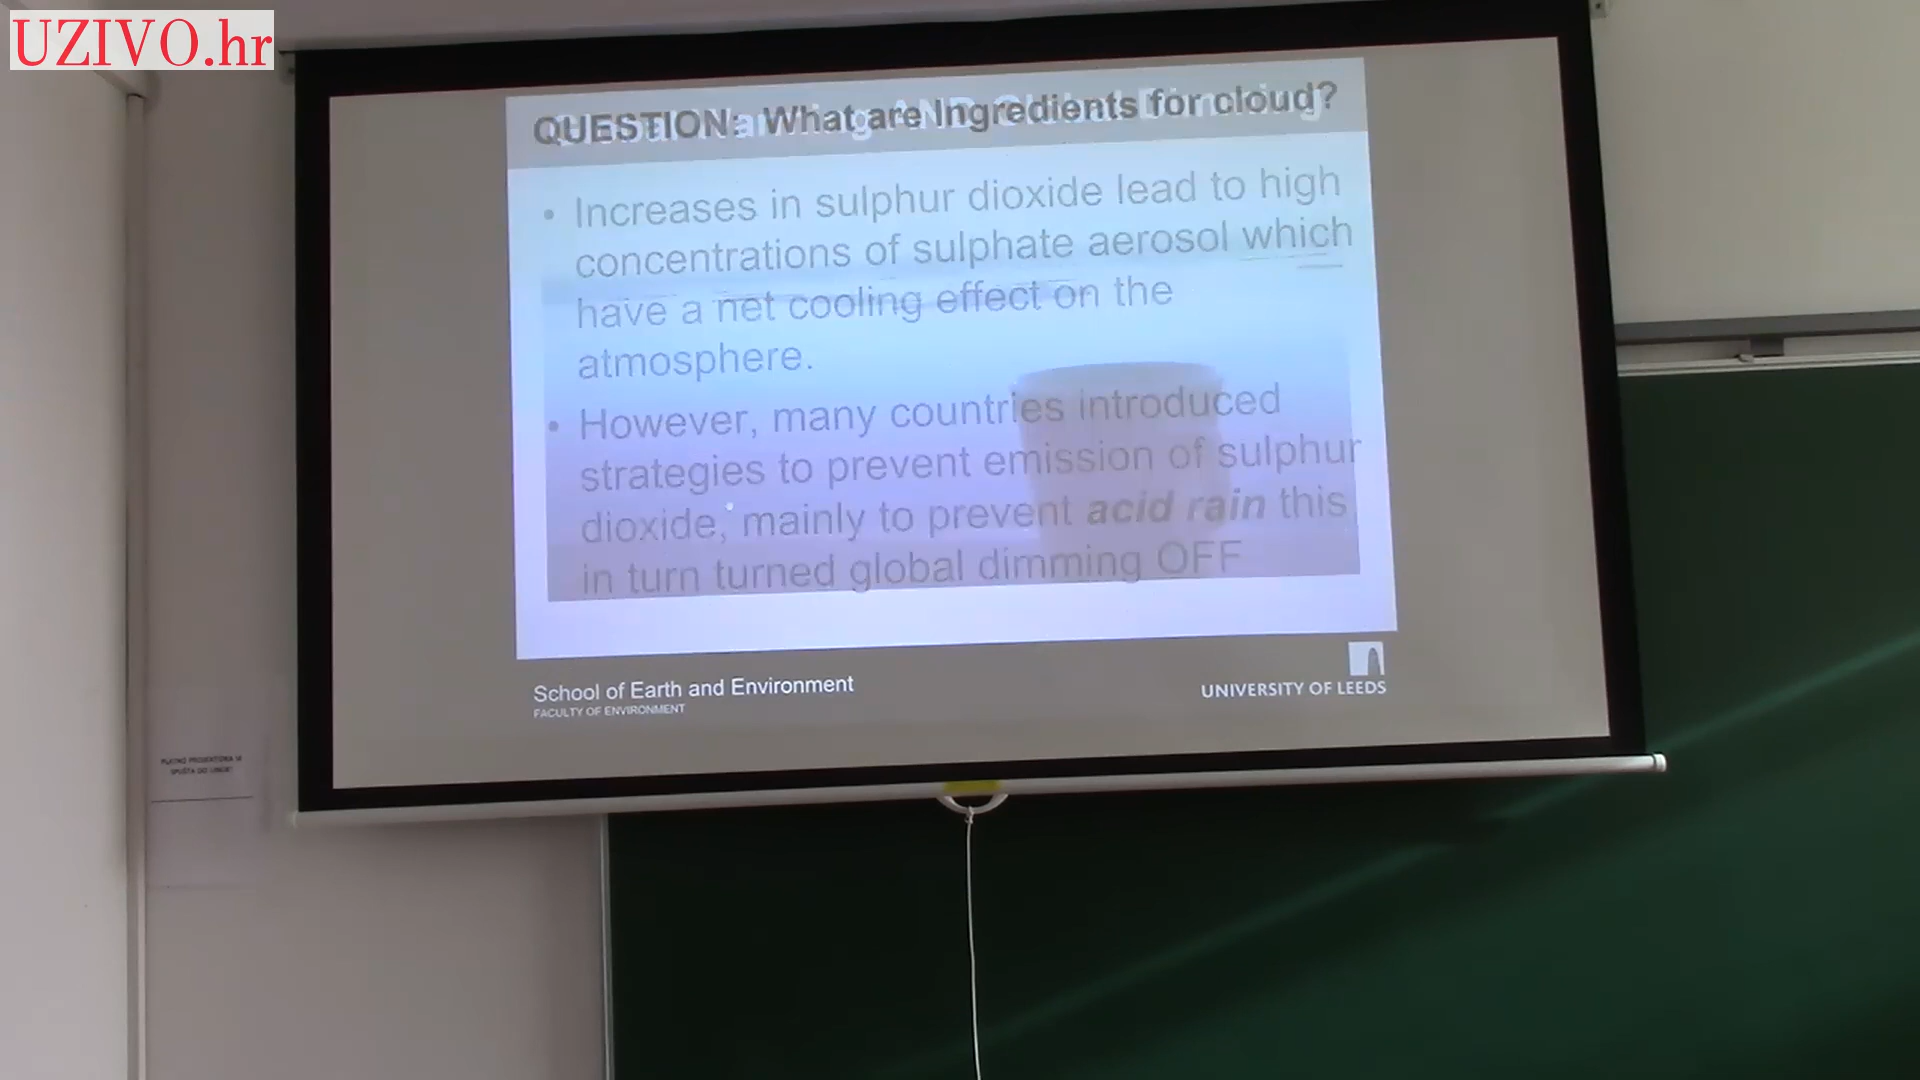 UZIVO.hr
QUESTION: What are Ingredients for cloud?
• Increases in sulphur dioxide lead to high
concentrations of sulphate aerosol which
have a net cooling effect on the
atmosphere.
• However, many countries introduced
strategies to prevent emission of sulphur
dioxide, mainly to prevent acid rain this
in turn turned global dimming OFF
School of Earth and Environment
FACULTY OF ENVIRONMENT
UNIVERSITY OF LEEDS